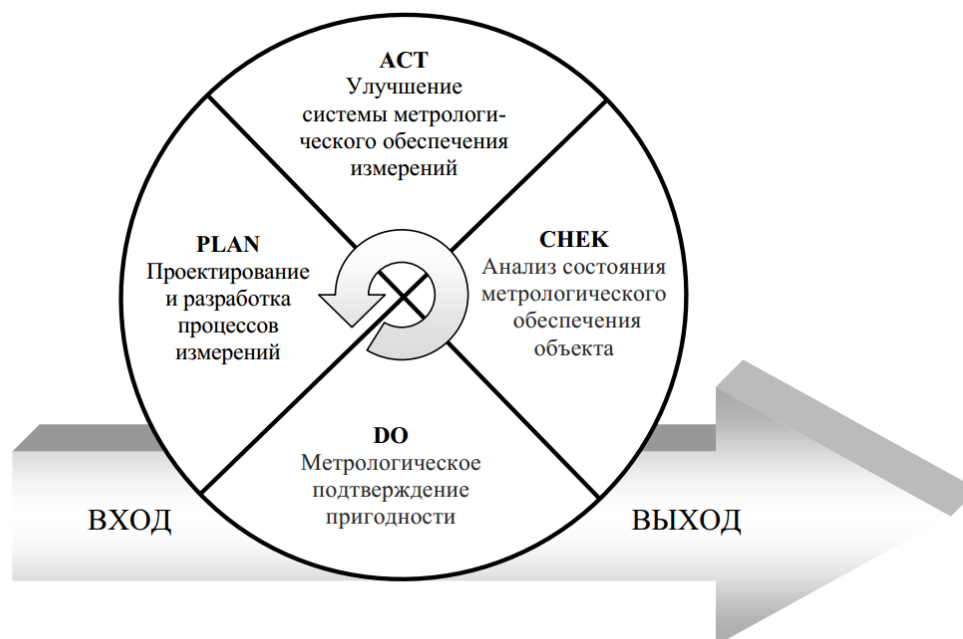 ACT
Улучшение
системы метрологи-
ческого обеспечения
измерений
PLAN
Проектирование
и разработка
процессов
измерений
CHEK
Анализ состояния
метрологического
обеспечения
объекта
DO
Метрологическое
подтверждение
пригодности
ВХОД
ВЫХОД